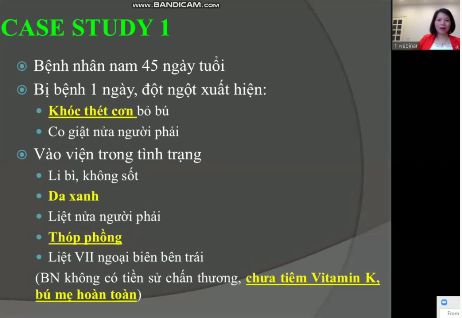 www.BANDICAM.com
CASE STUDY 1
Bệnh nhân nam 45 ngày tuổi
Bị bệnh 1 ngày, đột ngột xuất hiện:
Khóc thét cơn bỏ bú
Co giật nửa người phải
Vào viện trong tình trạng
Li bì, không sốt
Da xanh
Liệt nửa người phải
Thóp phồng
Liệt VII ngoại biên bên trái
(BN không có tiền sử chấn thương, chưa tiêm Vitamin K,
bú mẹ hoàn toàn)
From